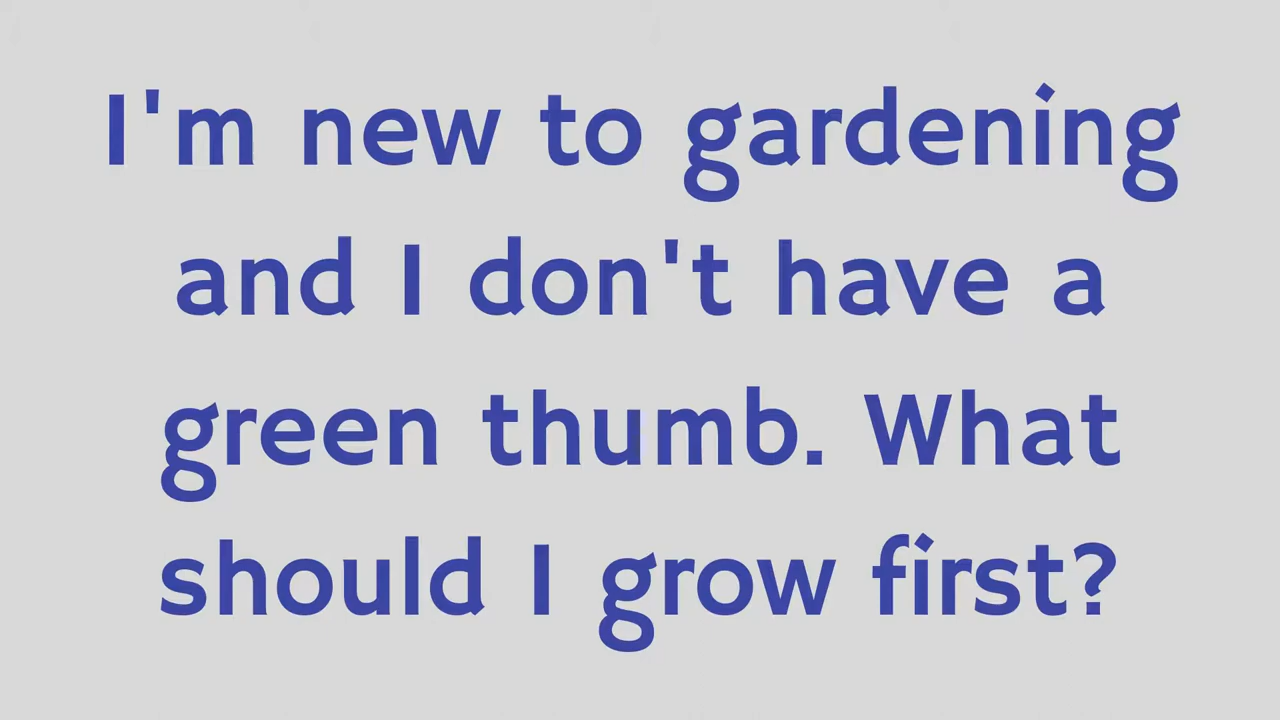 I'm new to gardening
and I don't have a
green thumb. What
should I grow first?